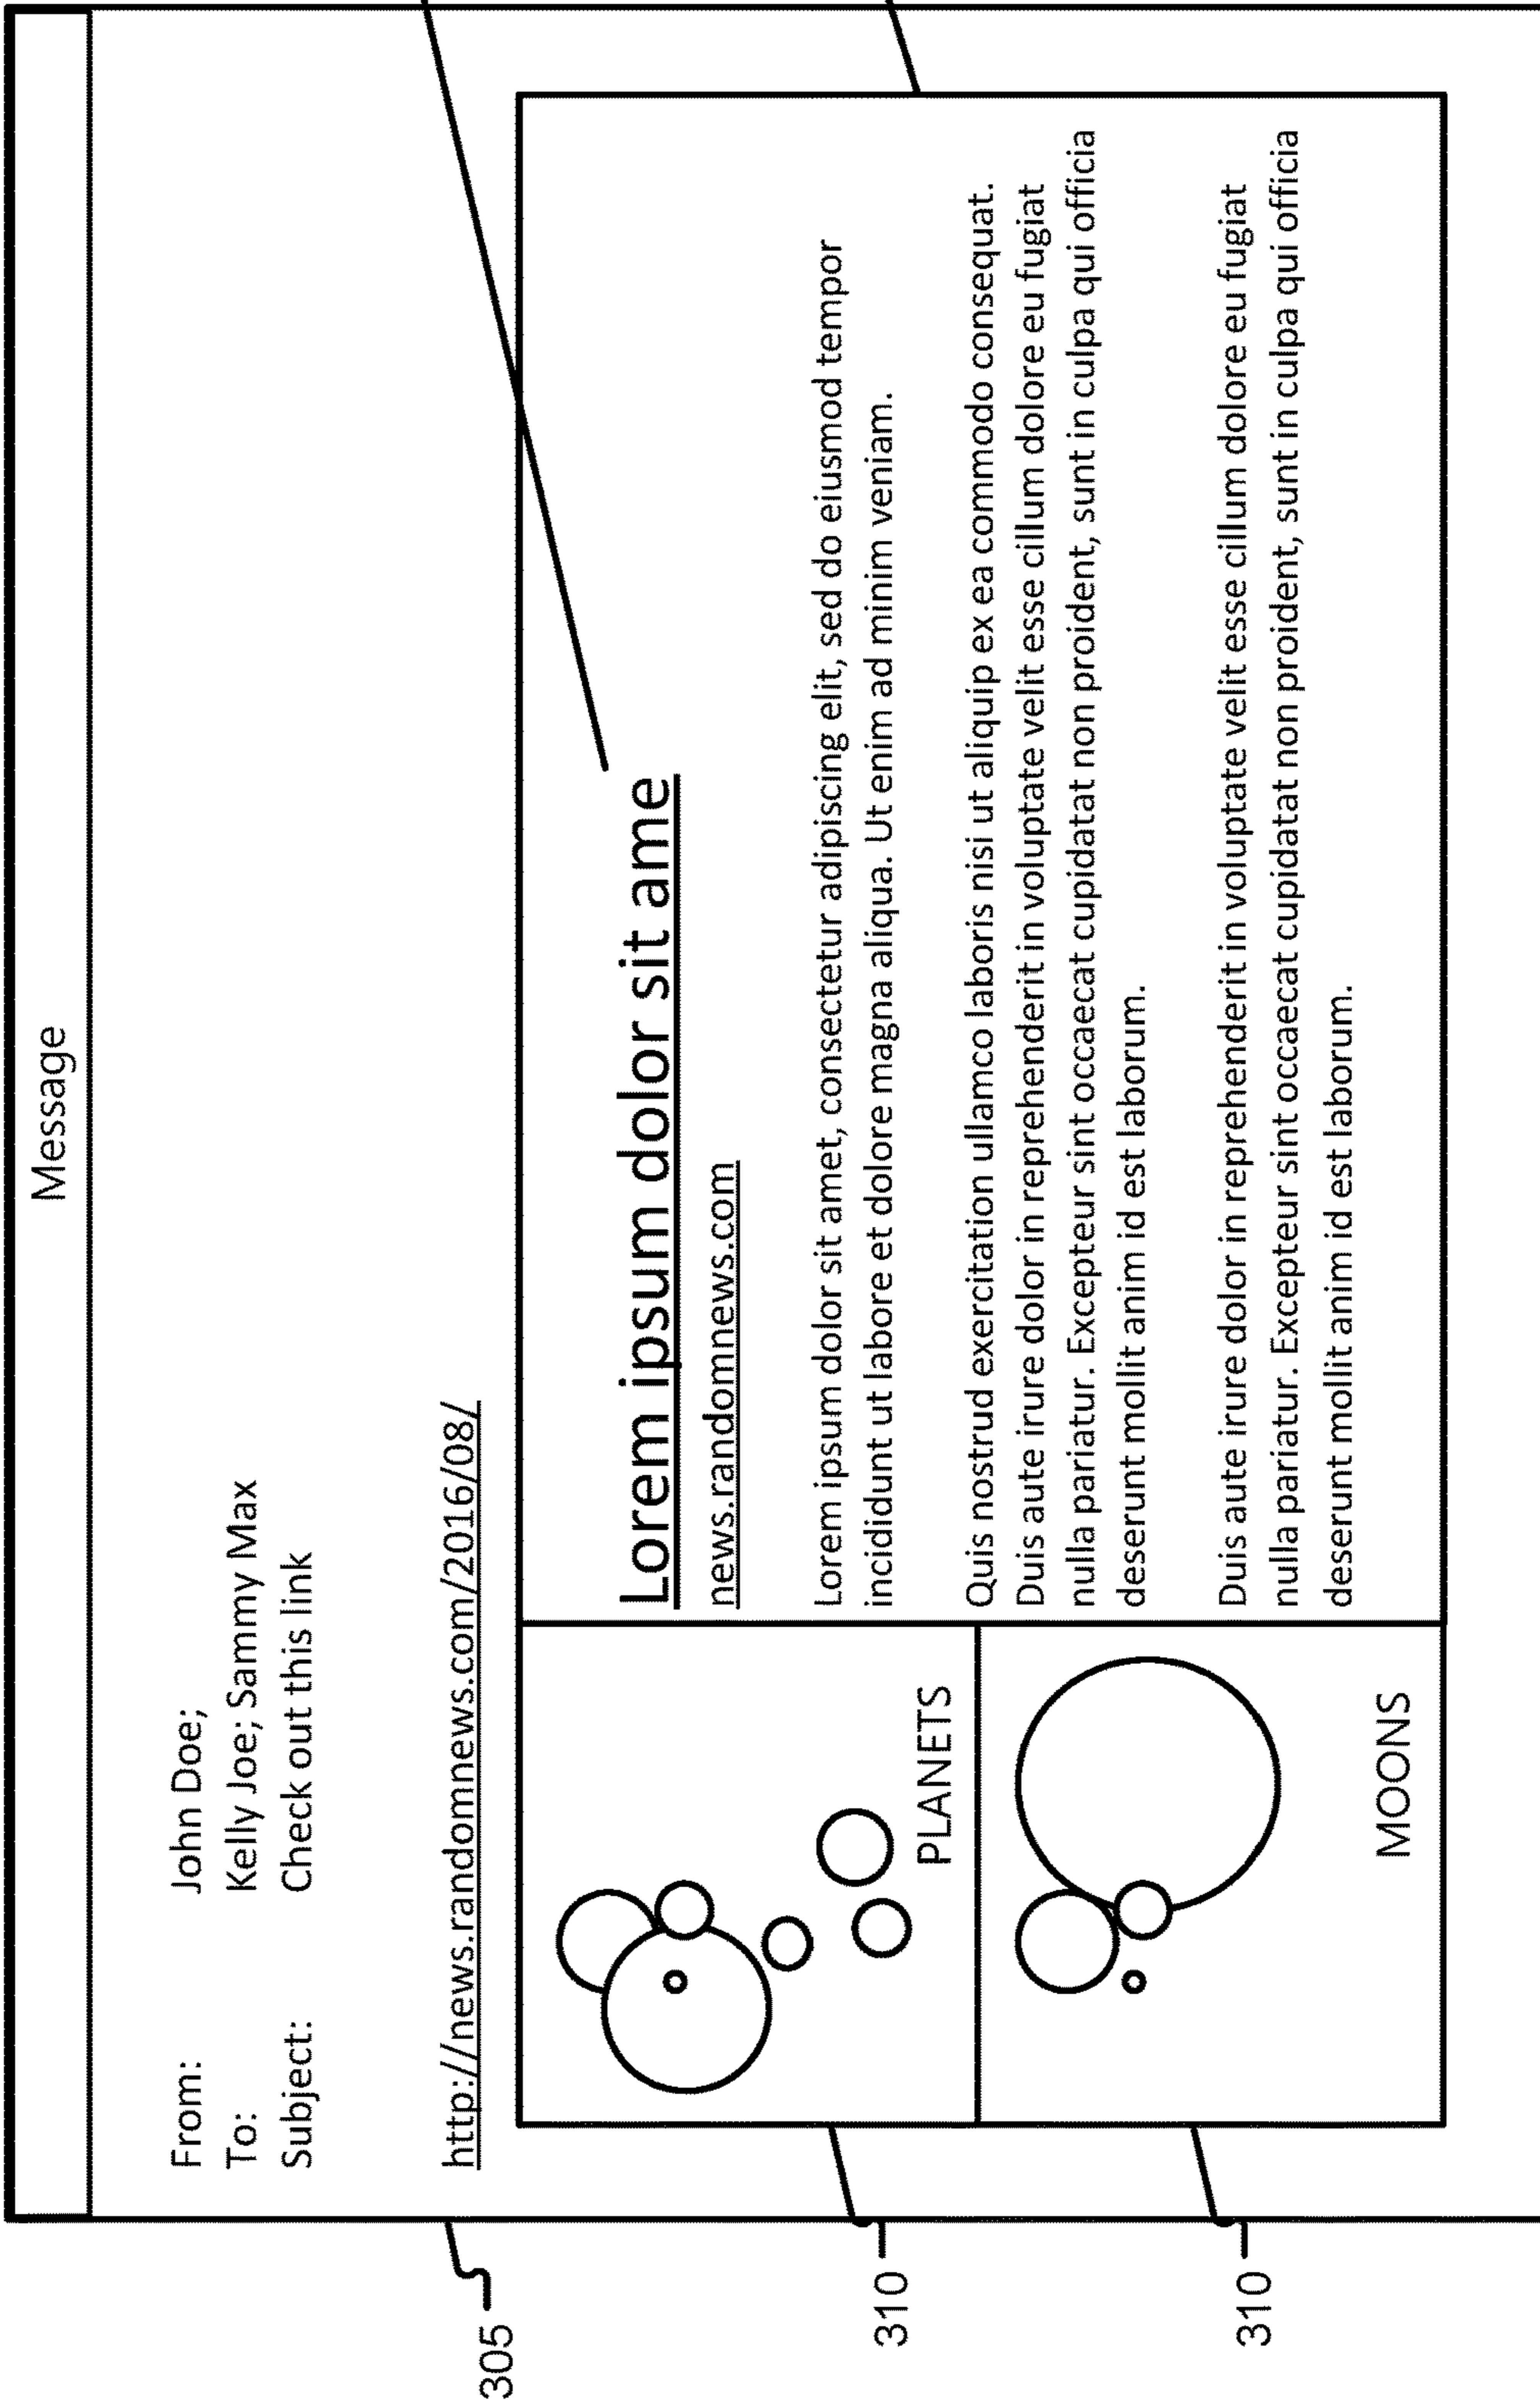 Message
From: John Doe;
To: Kelly Joe; Sammy Max
Subject: Check out this link
305
http://news.randomnews.com/2016/08/
Lorem ipsum dolor sit ame
news.randomnews.com
Lorem ipsum dolor sit amet, consectetur adipiscing elit, sed do eiusmod tempor
incididunt ut labore et dolore magna aliqua. Ut enim ad minim veniam.
310
PLANETS
Quis nostrud exercitation ullamco laboris nisi ut aliquip ex ea commodo consequat.
Duis aute irure dolor in reprehenderit in voluptate velit esse cillum dolore eu fugiat
nulla pariatur. Excepteur sint occaecat cupidatat non proident, sunt in culpa qui officia
deserunt mollit anim id est laborum.
310
MOONS
Duis aute irure dolor in reprehenderit in voluptate velit esse cillum dolore eu fugiat
nulla pariatur. Excepteur sint occaecat cupidatat non proident, sunt in culpa qui officia
deserunt mollit anim id est laborum.